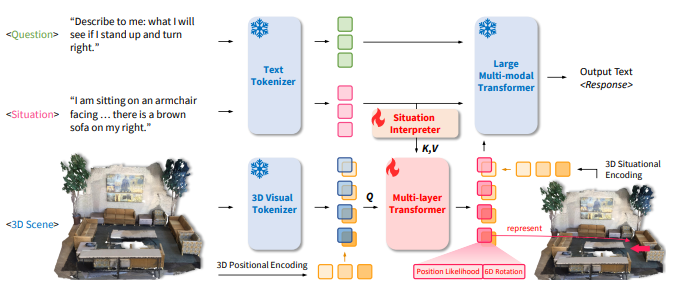 <Question>
“Describe to me: what I will
see if I stand up and turn
right.”
Text
Tokenizer
Large
Multi-modal
Transformer
Output Text
<Response>
<Situation>
“I am sitting on an armchair
facing … there is a brown
sofa on my right.”
Situation
Interpreter
K,V
<3D Scene>
3D Visual
Tokenizer
Q
Multi-layer
Transformer
3D Situational
Encoding
represent
3D Positional Encoding
Position Likelihood
6D Rotation